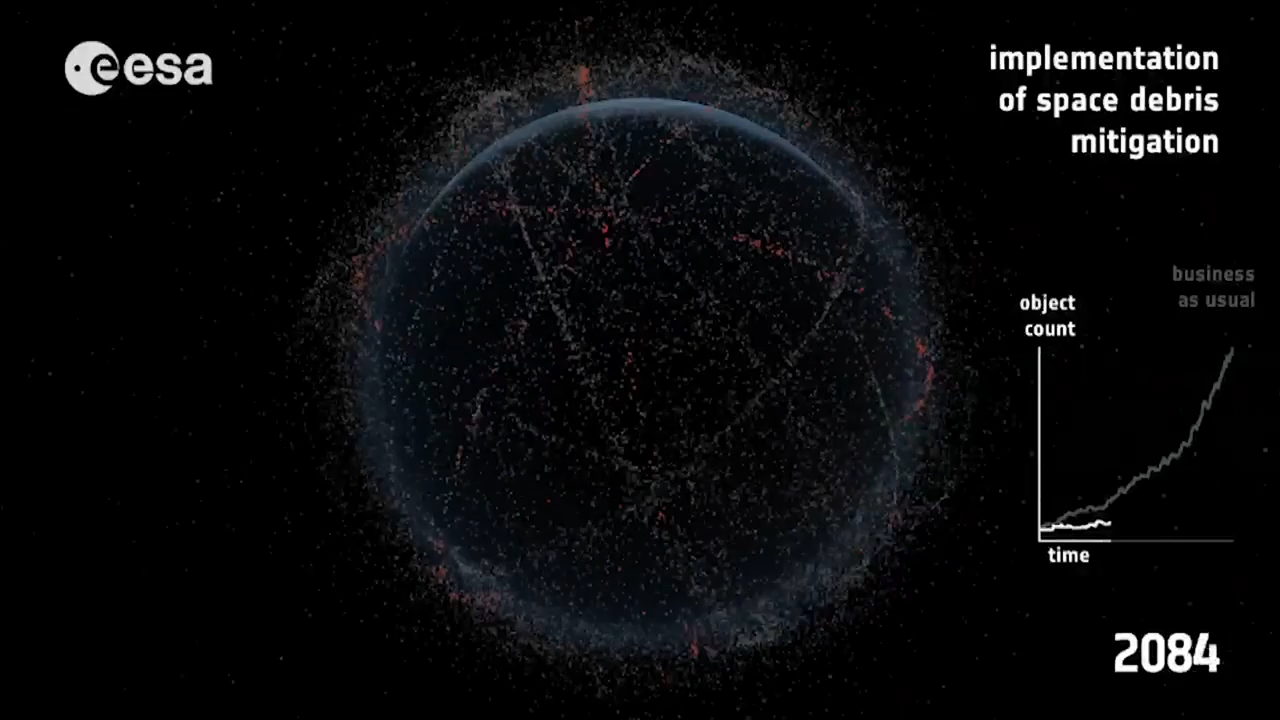 esa
implementation
of space debris
mitigation
business
as usual
object
count
time
2084